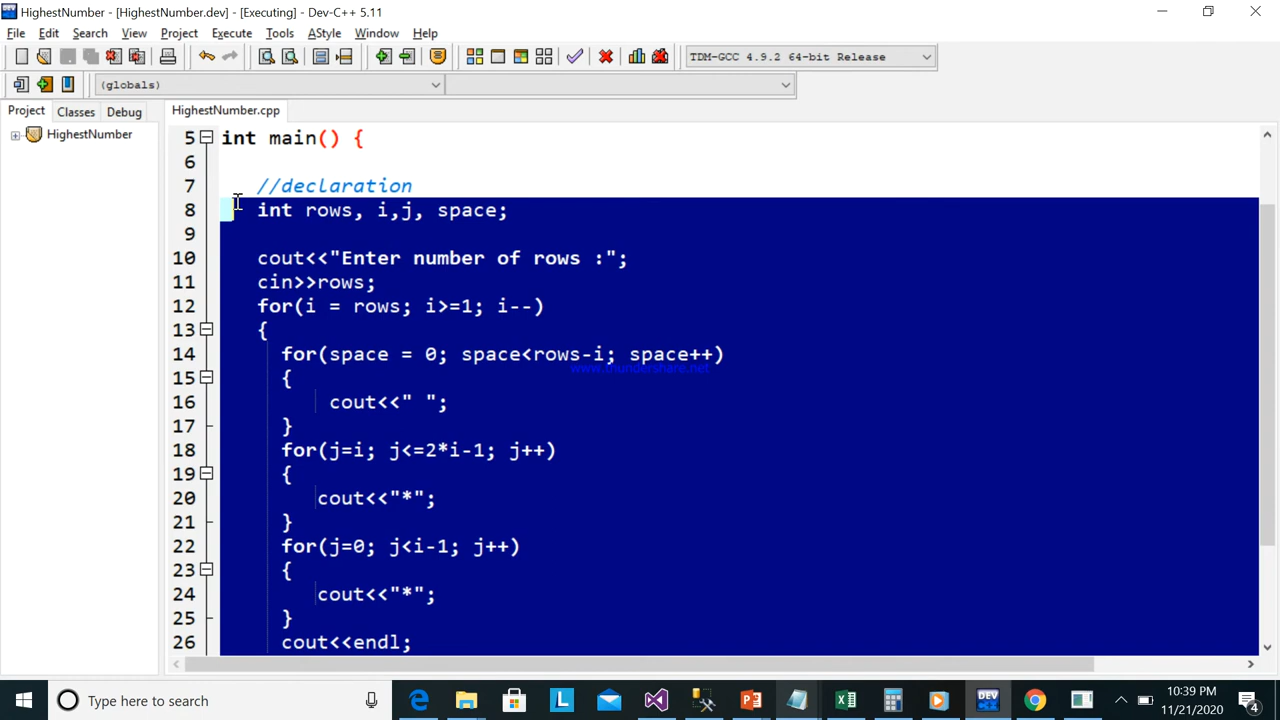 HighestNumber - [HighestNumber.dev] - [Executing] - Dev-C++ 5.11
File Edit Search View Project Execute Tools AStyle Window Help
TDM-GCC 4.9.2 64-bit Release
(globals)
Project Classes Debug
HighestNumber.cpp
HighestNumber
5 int main() {
6
7 //declaration
8 int rows, i,j, space;
9
10 cout<<"Enter number of rows :";
11 cin>>rows;
12 for(i = rows; i>=1; i--)
13 {
14 for(space = 0; space<rows-i; space++)
www.thundershare.net
15 {
16 cout<<" ";
17 }
18 for(j=i; j<=2*i-1; j++)
19 {
20 cout<<"*";
21 }
22 for(j=0; j<i-1; j++)
23 {
24 cout<<"*";
25 }
26 cout<<endl;
Type here to search
10:39 PM
11/21/2020
4